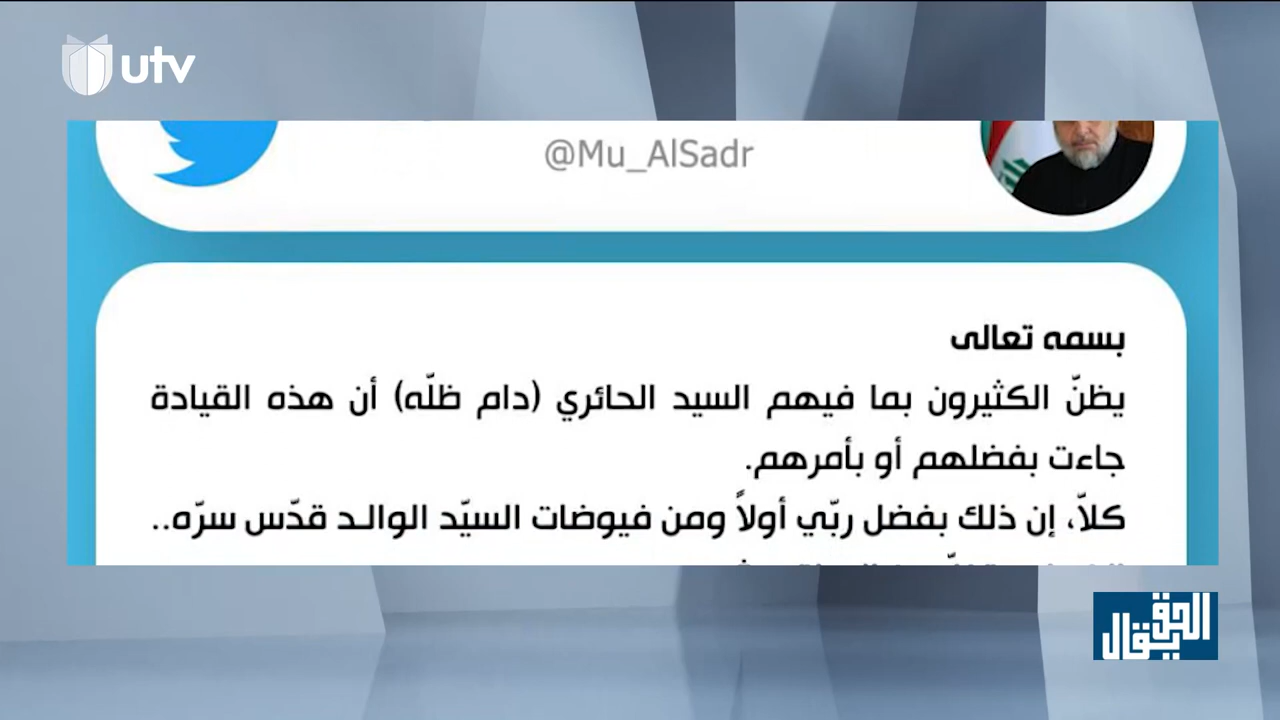 utv
@Mu_AlSadr
بسمه تعالى
يظنّ الكثيرون بما فيهم السيد الحائري (دام ظلّه) أن هذه القيادة
جاءت بفضلهم أو بأمرهم.
كلاّ، إن ذلك بفضل ربّي أولاً ومن فيوضات السيّد الوالـد قدّس سرّه..
الحق يقال